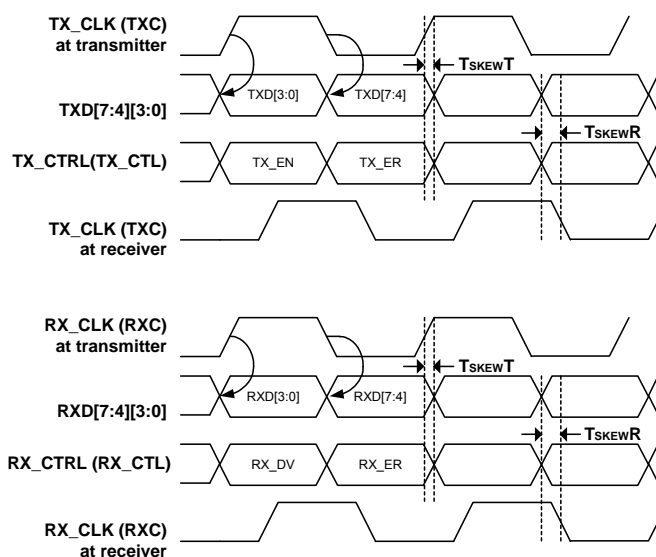 TX_CLK (TXC)
at transmitter
TSKEWT
TXD[7:4][3:0]
TXD[3:0]
TXD[7:4]
TSKEWR
TX_CTRL(TX_CTL)
TX_EN
TX_ER
TX_CLK (TXC)
at receiver
RX_CLK (RXC)
at transmitter
TSKEWT
RXD[7:4][3:0]
RXD[3:0]
RXD[7:4]
TSKEWR
RX_CTRL (RX_CTL)
RX_DV
RX_ER
RX_CLK (RXC)
at receiver